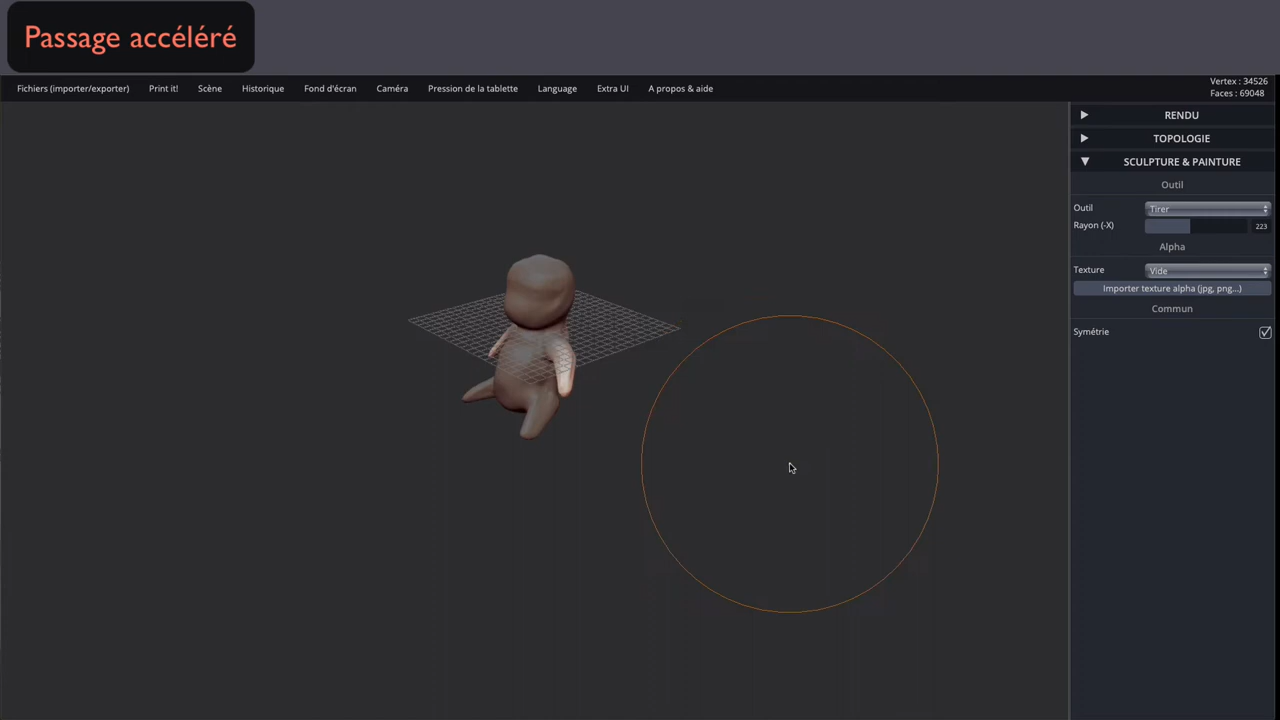 Passage accéléré
Fichiers (importer/exporter) Print it! Scène Historique Fond d'écran Caméra Pression de la tablette Language Extra UI A propos & aide
Vertex : 34526
Faces : 69048
RENDU
TOPOLOGIE
SCULPTURE & PAINTURE
Outil
Outil Tirer
Rayon (-X) 223
Alpha
Texture Vide
Importer texture alpha (jpg, png...)
Commun
Symétrie